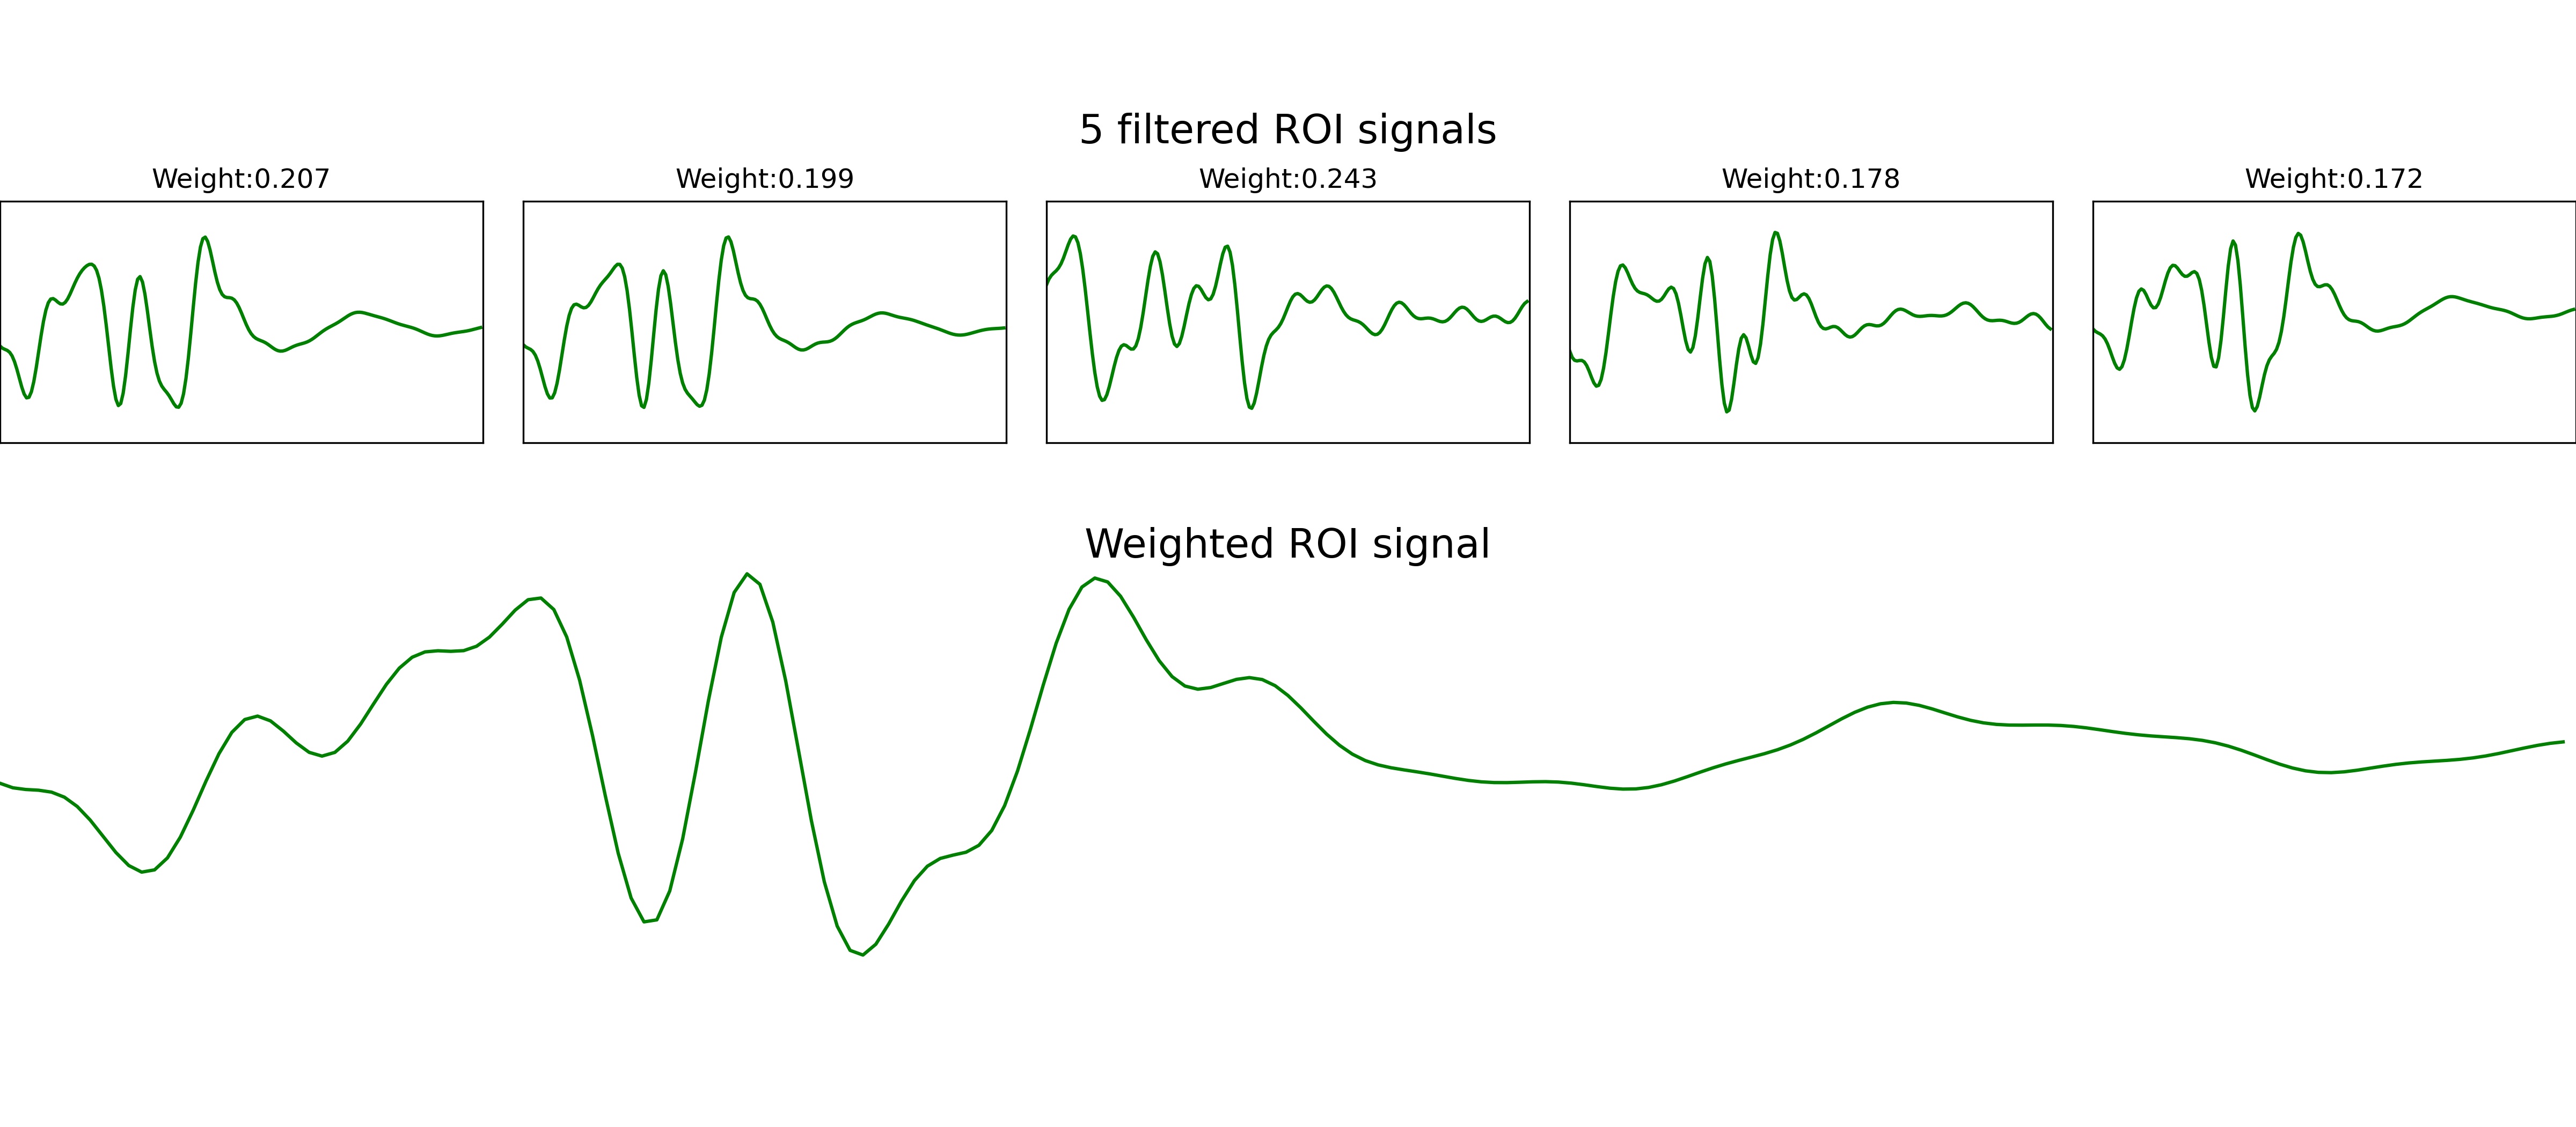 5 filtered ROI signals
Weight:0.207
Weight:0.199
Weight:0.243
Weight:0.178
Weight:0.172
Weighted ROI signal